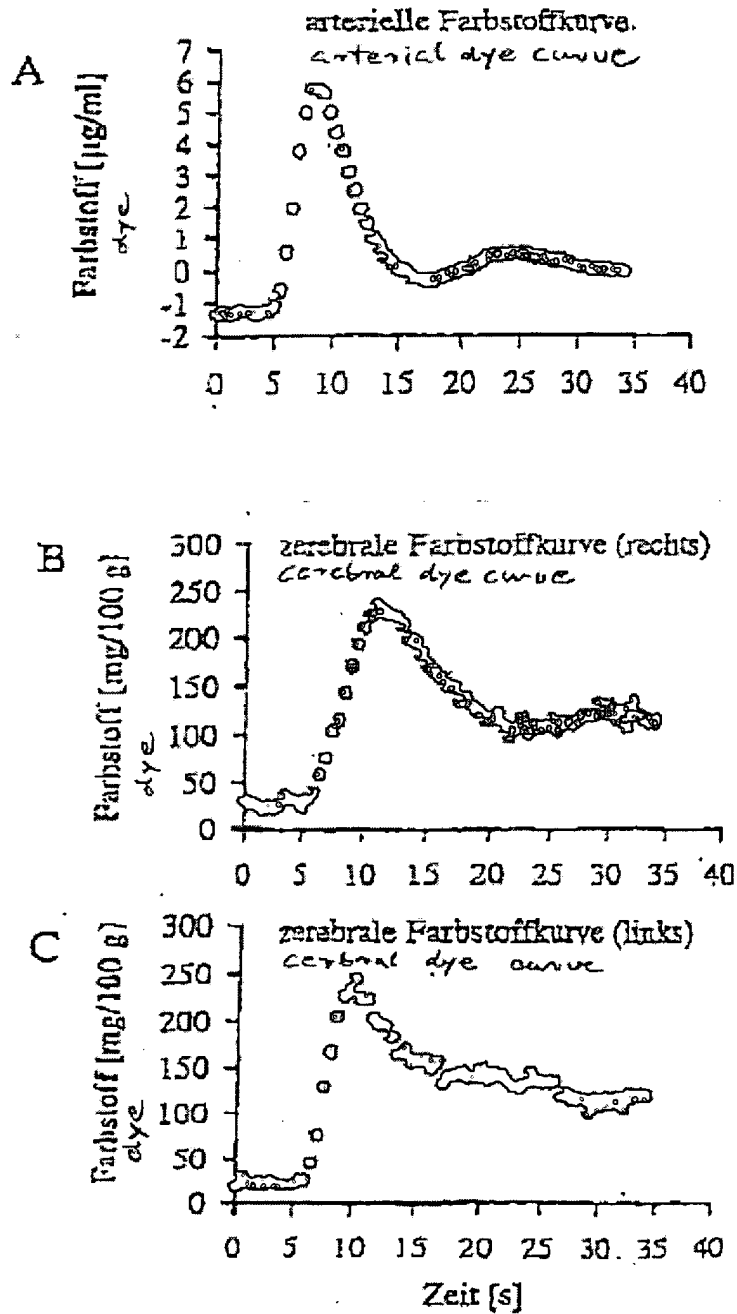 arterielle Farbstoffkurve.
arterial dye curve
A
Farbstoff [µg/ml]
dye
7
6
5
4
3
2
1
0
-1
-2
0 5 10 15 20 25 30 35 40
B
zerebrale Farbstoffkurve (rechts)
cerebral dye curve
Farbstoff [mg/100 g]
dye
300
250
200
150
100
50
0
0 5 10 15 20 25 30 35 40
C
zerebrale Farbstoffkurve (links)
cerbral dye curve
Farbstoff [mg/100 g]
dye
300
250
200
150
100
50
0
0 5 10 15 20 25 30. 35 40
Zeit [s]